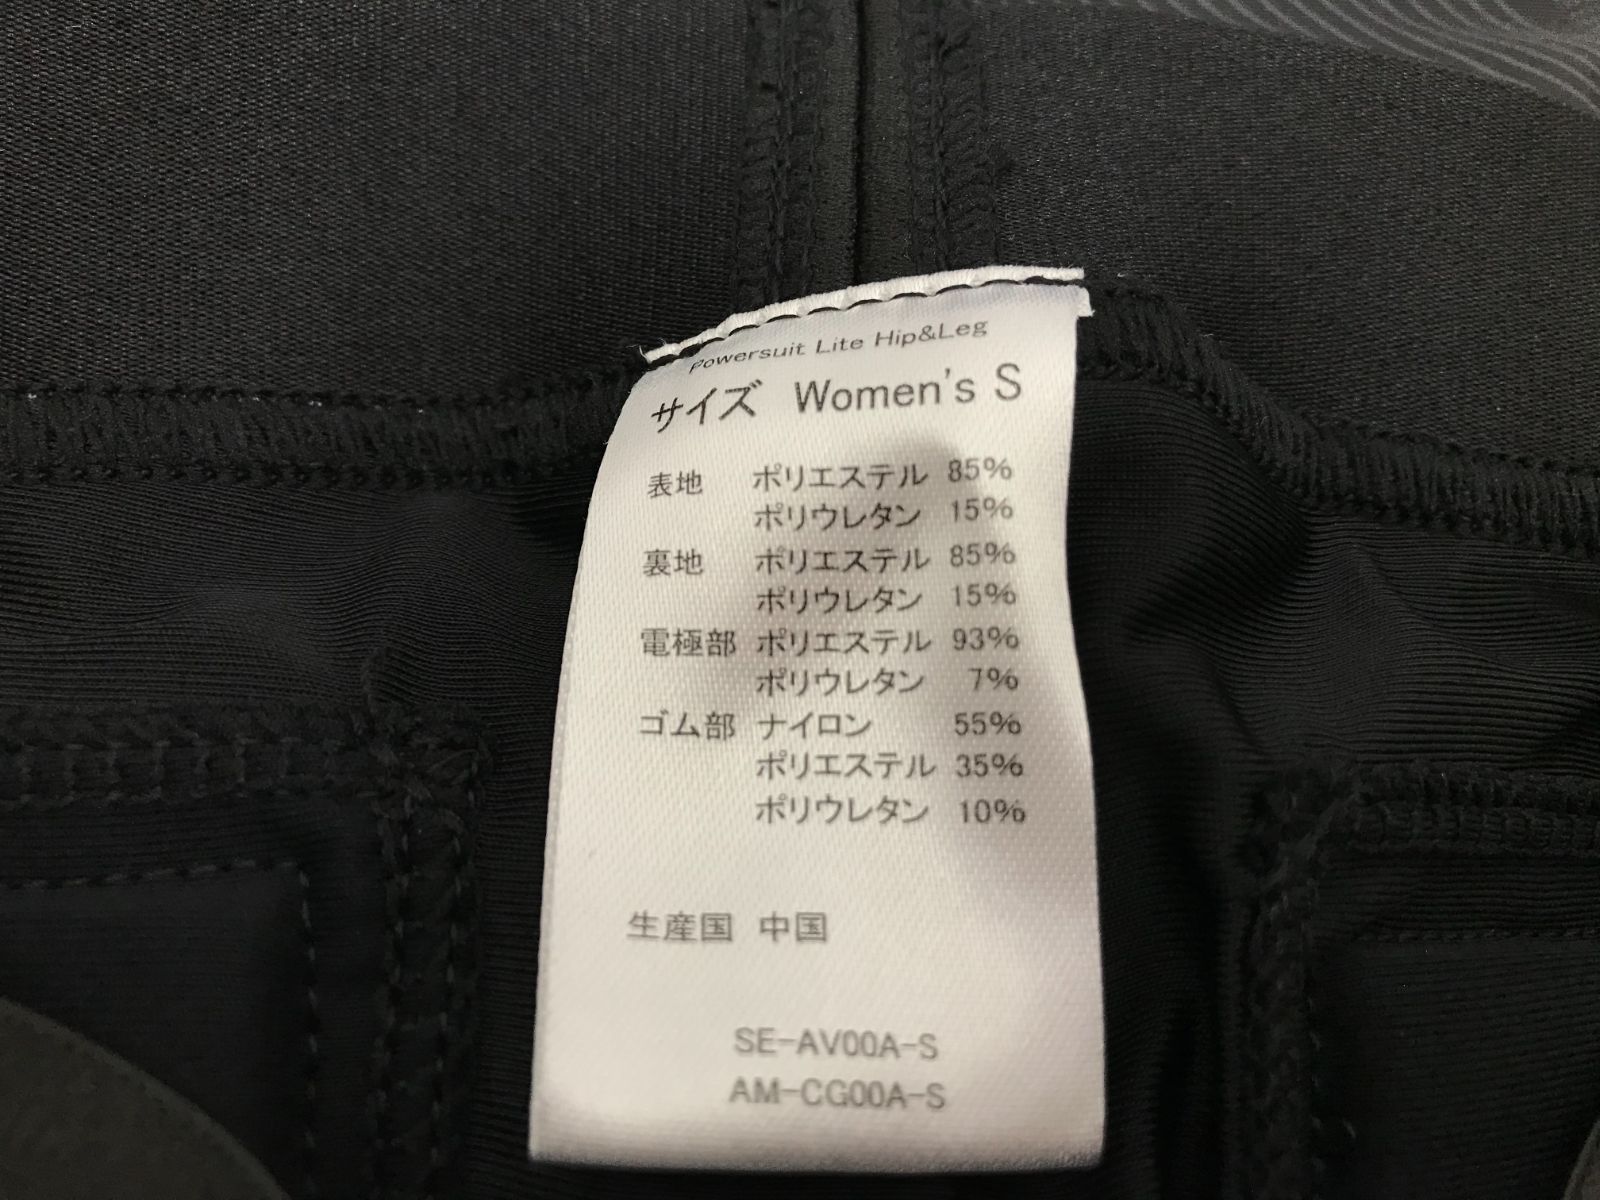 Powersuit Lite Hip&Leg
サイズ Women's S
表地 ポリエステル 85%
ポリウレタン 15%
裏地 ポリエステル 85%
ポリウレタン 15%
電極部 ポリエステル 93%
ポリウレタン 7%
ゴム部 ナイロン 55%
ポリエステル 35%
ポリウレタン 10%
生産国 中国
SE-AV00A-S
AM-CG00A-S